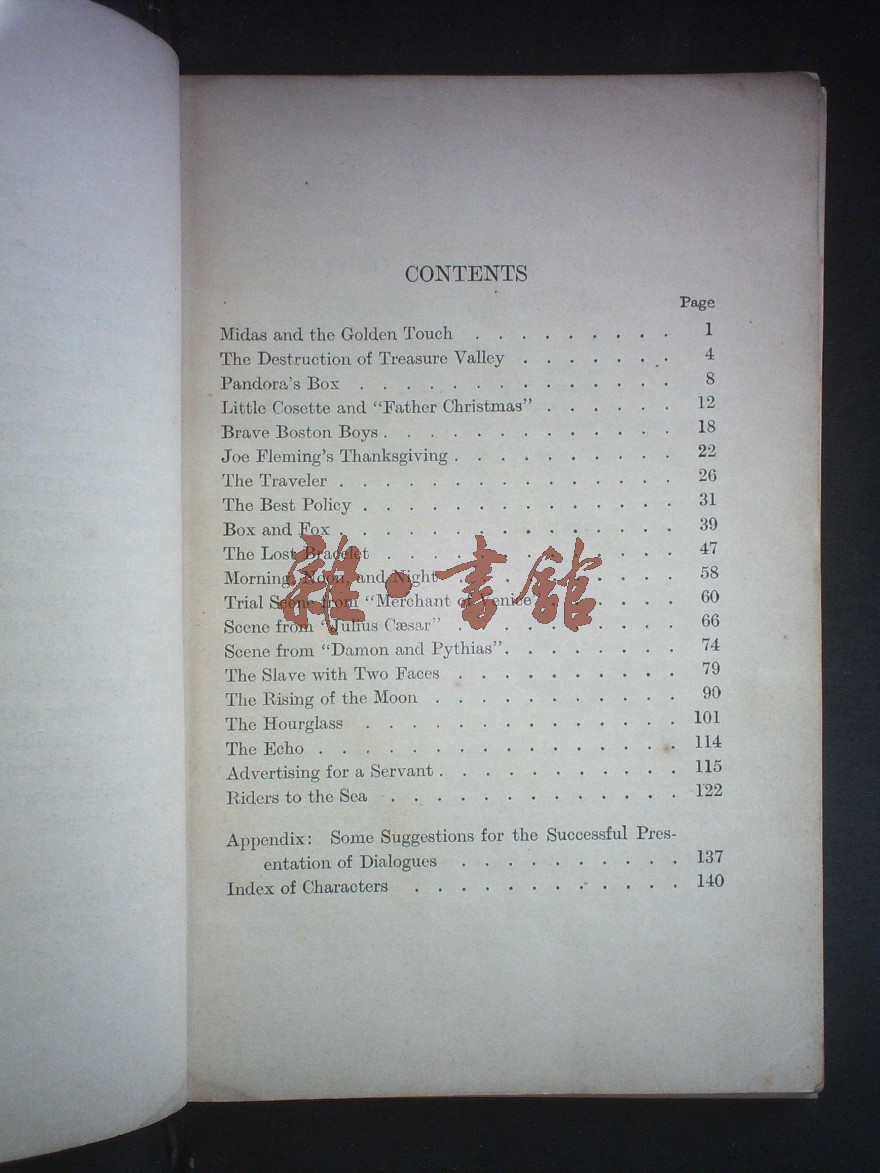 CONTENTS
Page
Midas and the Golden Touch . . . . . . . . . 1
The Destruction of Treasure Valley . . . . . . . 4
Pandora's Box . . . . . . . . . . . . . . 8
Little Cosette and "Father Christmas" . . . . . . 12
Brave Boston Boys . . . . . . . . . . . . . 18
Joe Fleming's Thanksgiving . . . . . . . . . . 22
The Traveler . . . . . . . . . . . . . . . 26
The Best Policy . . . . . . . . . . . . . . 31
Box and Fox . . . . . . . . . . . . . . . 39
The Lost Bracelet . . . . . . . . . . . . . 47
Morning, Noon, and Night . . . . . . . . . . 58
Trial Scene from "Merchant of Venice" . . . . . . 60
Scene from "Julius Cæsar" . . . . . . . . . . 66
Scene from "Damon and Pythias" . . . . . . . . 74
The Slave with Two Faces . . . . . . . . . . 79
The Rising of the Moon . . . . . . . . . . . 90
The Hourglass . . . . . . . . . . . . . . 101
The Echo . . . . . . . . . . . . . . . . 114
Advertising for a Servant . . . . . . . . . . . 115
Riders to the Sea . . . . . . . . . . . . . 122
Appendix: Some Suggestions for the Successful Pres-
entation of Dialogues . . . . . . . . . . 137
Index of Characters . . . . . . . . . . . . 140
雜·書館